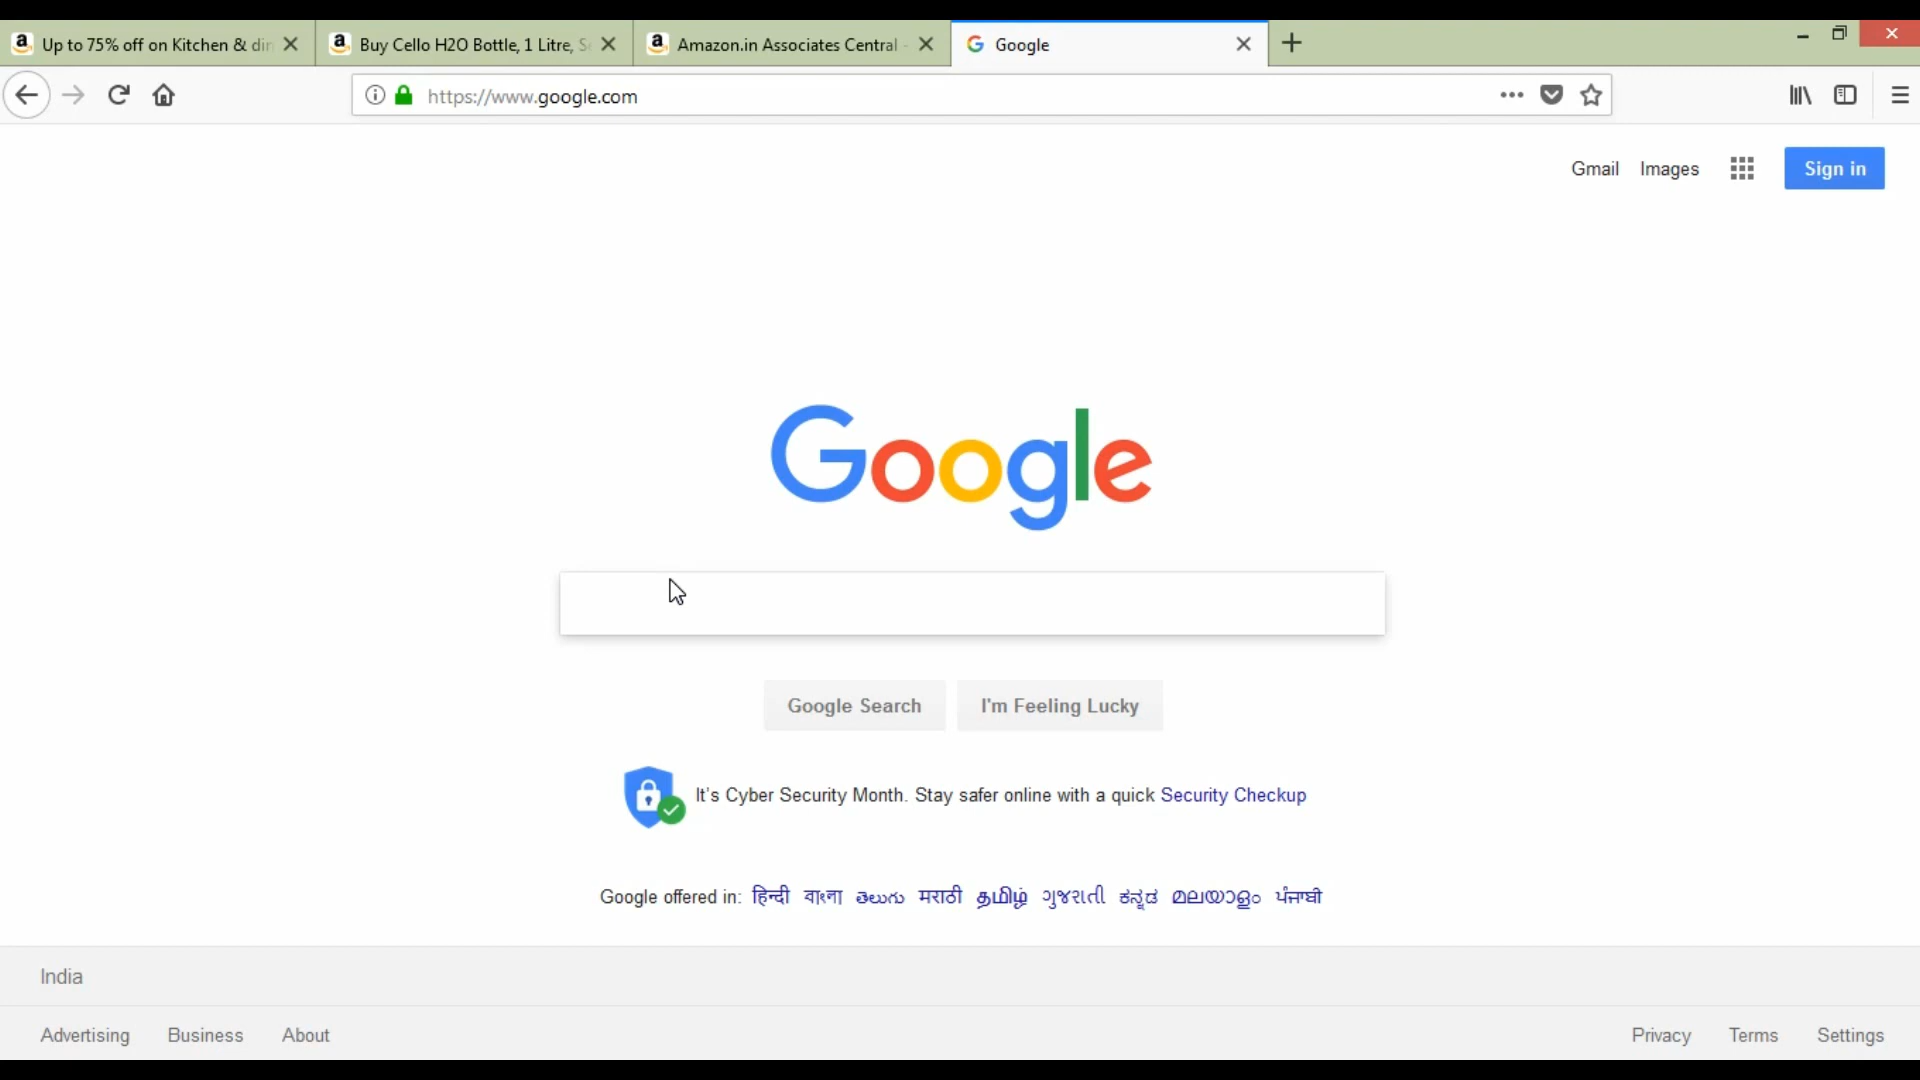 Up to 75% off on Kitchen & din
Buy Cello H2O Bottle, 1 Litre, S
Amazon.in Associates Central -
Google
https://www.google.com
Gmail Images Sign in
Google
Google Search I'm Feeling Lucky
It's Cyber Security Month. Stay safer online with a quick Security Checkup
Google offered in: हिन्दी বাংলা తెలుగు मराठी தமிழ் ગુજરાતી ಕನ್ನಡ മലയാളം ਪੰਜਾਬੀ
India
Advertising Business About Privacy Terms Settings